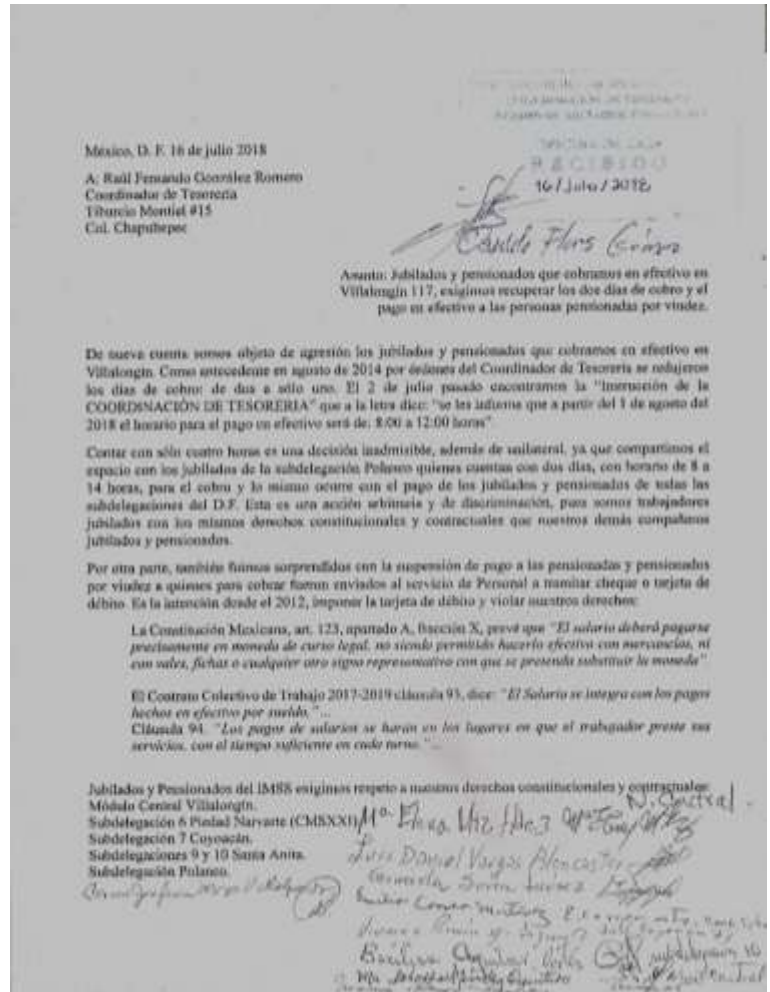 México, D. F. 16 de julio 2018
RECIBIDO
16/Julio/2018
A: Raúl Fernando González Romero
Coordinador de Tesorería
Tiburcio Montiel #15
Col. Chapultepec
Flores Gómez
Asunto: Jubilados y pensionados que cobramos en efectivo en
Villalongín 117, exigimos recuperar los dos días de cobro y el
pago en efectivo a las personas pensionadas por viudez.
De nueva cuenta somos objeto de agresión los jubilados y pensionados que cobramos en efectivo en
Villalongín. Como antecedente en agosto de 2014 por órdenes del Coordinador de Tesorería se redujeron
los días de cobro: de dos a sólo uno. El 2 de julio pasado encontramos la "Instrucción de la
COORDINACIÓN DE TESORERIA" que a la letra dice: "se les informa que a partir del 1 de agosto del
2018 el horario para el pago en efectivo será de: 8:00 a 12:00 horas"
Contar con sólo cuatro horas es una decisión inadmisible, además de unilateral, ya que compartimos el
espacio con los jubilados de la subdelegación Polanco quienes cuentan con dos días, con horario de 8 a
14 horas, para el cobro y lo mismo ocurre con el pago de los jubilados y pensionados de todas las
subdelegaciones del D.F. Esta es una acción arbitraria y de discriminación, pues somos trabajadores
jubilados con los mismos derechos constitucionales y contractuales que nuestros demás compañeros
jubilados y pensionados.
Por otra parte, también fuimos sorprendidos con la suspensión de pago a las pensionadas y pensionados
por viudez a quienes para cobrar fueron enviados al servicio de Personal a tramitar cheque o tarjeta de
débito. Es la intención desde el 2012, imponer la tarjeta de débito y violar nuestros derechos:
La Constitución Mexicana, art. 123, apartado A, fracción X, prevé que "El salario deberá pagarse
precisamente en moneda de curso legal, no siendo permitido hacerlo efectivo con mercancías, ni
con vales, fichas o cualquier otro signo representativo con que se pretenda substituir la moneda"
El Contrato Colectivo de Trabajo 2017-2019 cláusula 93, dice: "El Salario se integra con los pagos
hechos en efectivo por sueldo,"...
Cláusula 94. "Los pagos de salarios se harán en los lugares en que el trabajador preste sus
servicios, con al tiempo suficiente en cada turno."...
Jubilados y Pensionados del IMSS exigimos respeto a nuestros derechos constitucionales y contractuales:
Módulo Central Villalongín.
N. Central.
Subdelegación 6 Piedad Narvarte (CMSXXI)
Mª Elena
Subdelegación 7 Coyoacán.
Subdelegaciones 9 y 10 Santa Anita.
Luis Daniel Vargas Alencaster
Subdelegación Polanco.
subdelegación 10